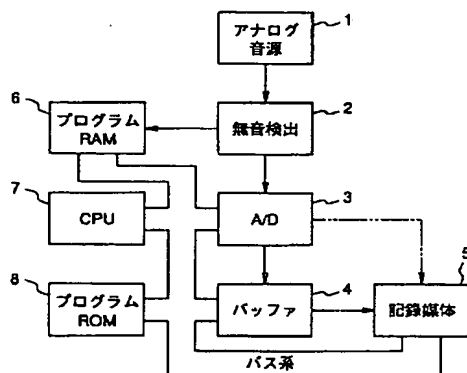 1
アナログ
音源
6
プログラム
RAM
2
無音検出
7
CPU
3
A/D
5
8
プログラム
ROM
4
バッファ
記録媒体
バス系